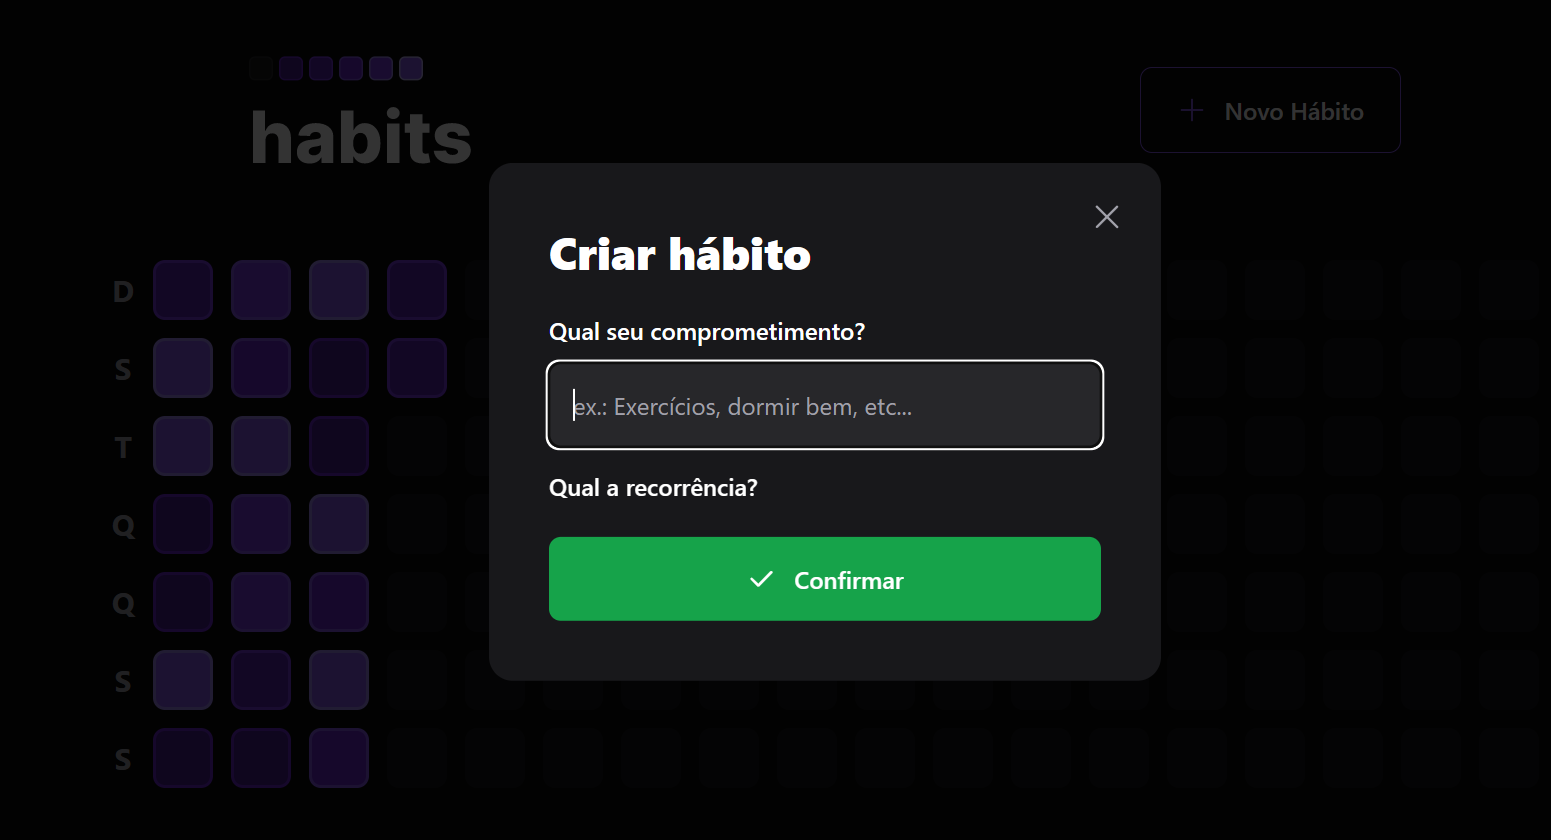 habits
Novo Hábito
Criar hábito
Qual seu comprometimento?
ex.: Exercícios, dormir bem, etc...
Qual a recorrência?
Confirmar
D
S
T
Q
Q
S
S